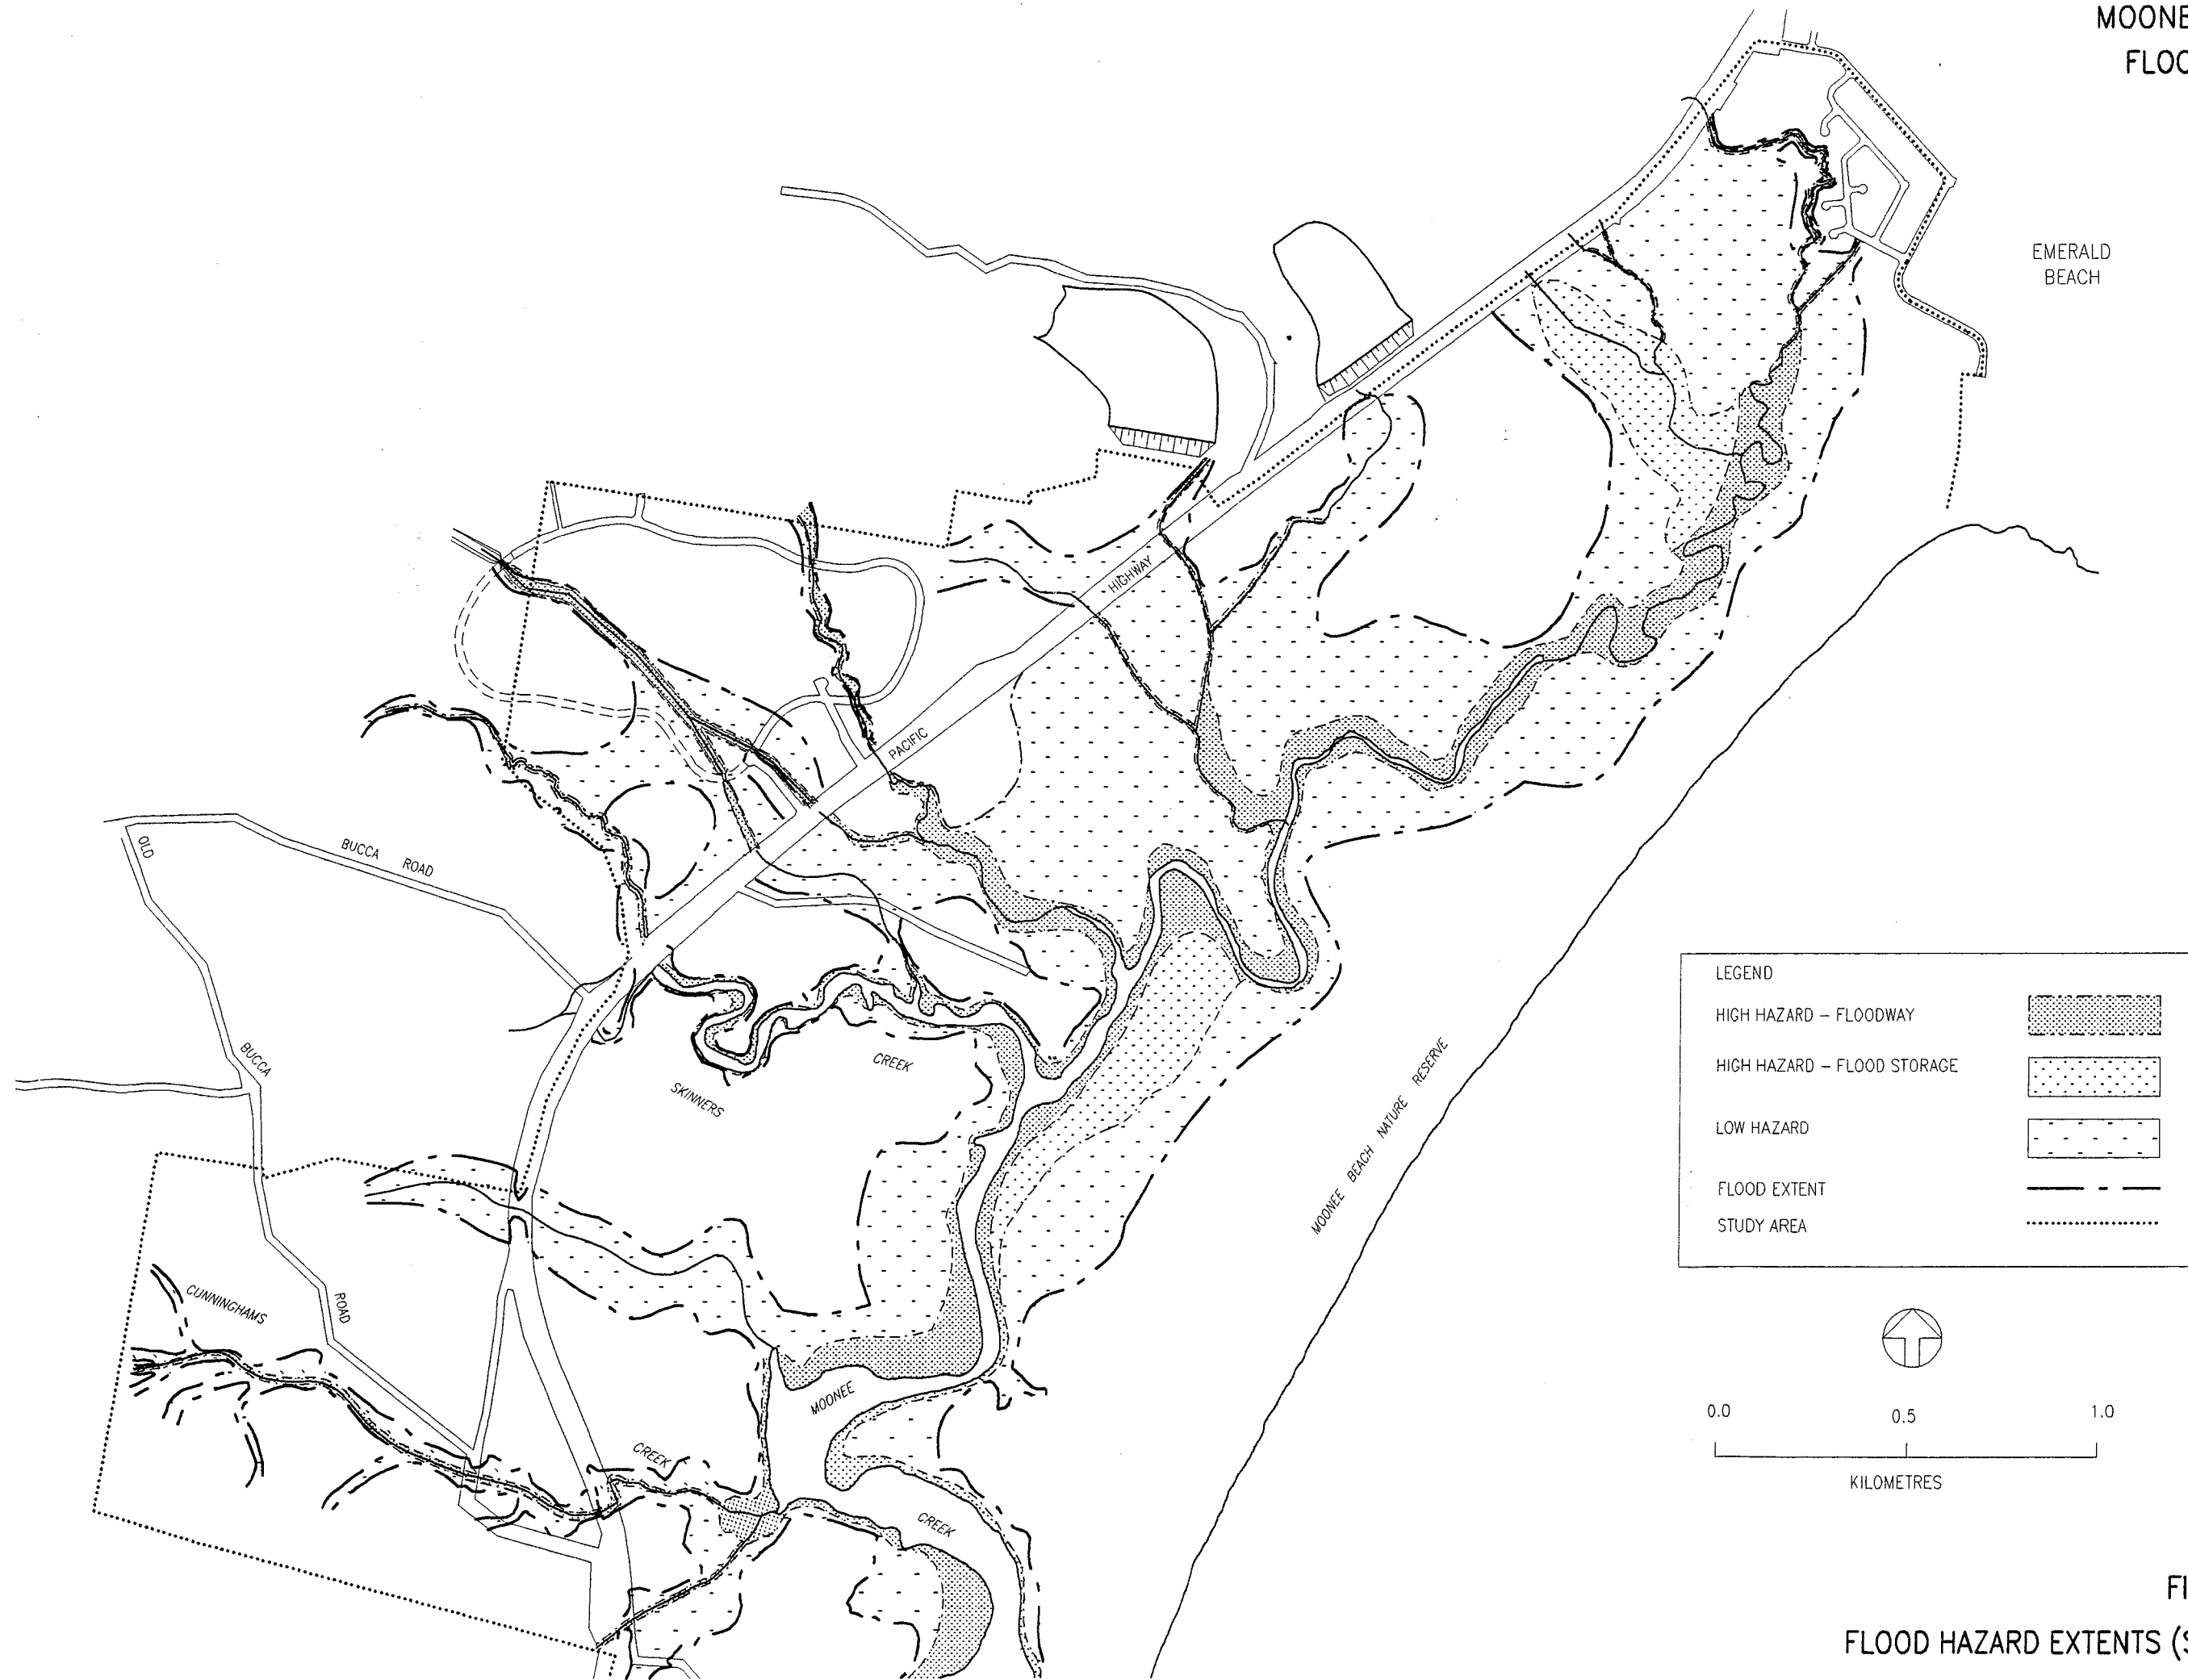 MOONE
FLOO
EMERALD
BEACH
HIGHWAY
PACIFIC
OLD
BUCCA ROAD
BUCCA
ROAD
SKINNERS
CREEK
MOONEE BEACH NATURE RESERVE
CUNNINGHAMS
CREEK
MOONEE
CREEK
LEGEND
HIGH HAZARD – FLOODWAY
HIGH HAZARD – FLOOD STORAGE
LOW HAZARD
FLOOD EXTENT
STUDY AREA
0.0 0.5 1.0
KILOMETRES
FI
FLOOD HAZARD EXTENTS (S